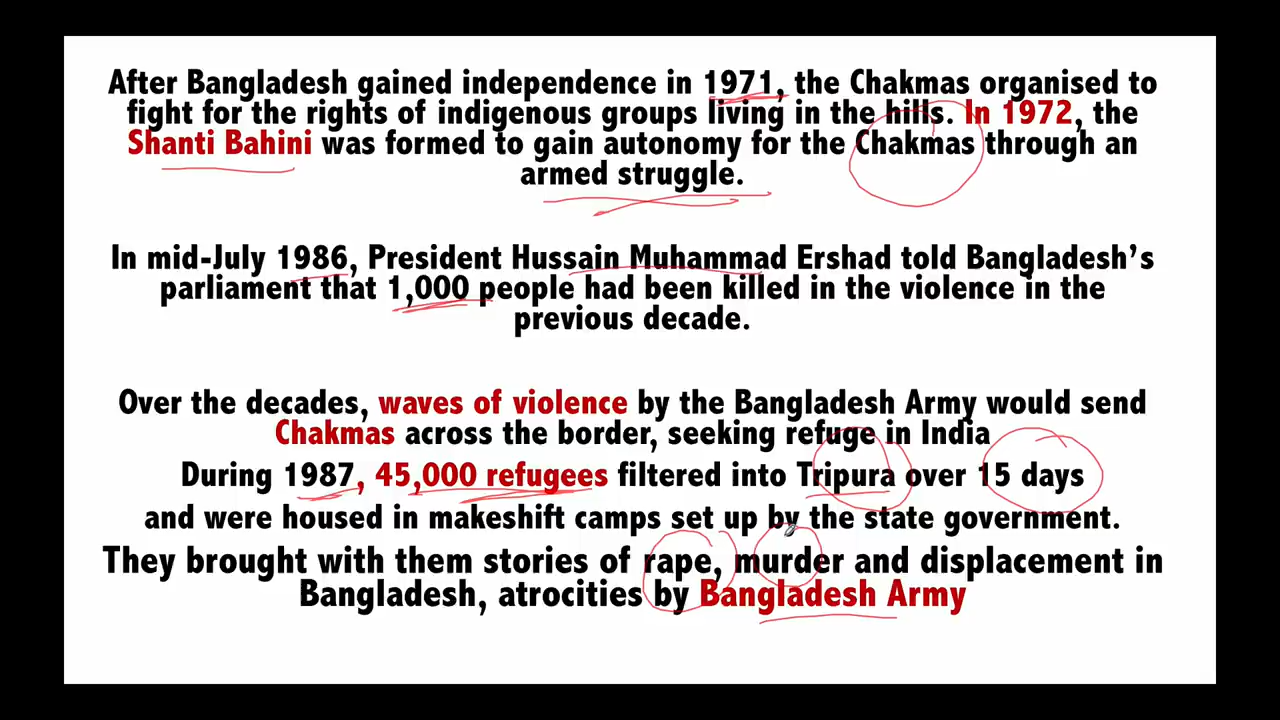 After Bangladesh gained independence in 1971, the Chakmas organised to
fight for the rights of indigenous groups living in the hills. In 1972, the
Shanti Bahini was formed to gain autonomy for the Chakmas through an
armed struggle.
In mid-July 1986, President Hussain Muhammad Ershad told Bangladesh's
parliament that 1,000 people had been killed in the violence in the
previous decade.
Over the decades, waves of violence by the Bangladesh Army would send
Chakmas across the border, seeking refuge in India
During 1987, 45,000 refugees filtered into Tripura over 15 days
and were housed in makeshift camps set up by the state government.
They brought with them stories of rape, murder and displacement in
Bangladesh, atrocities by Bangladesh Army